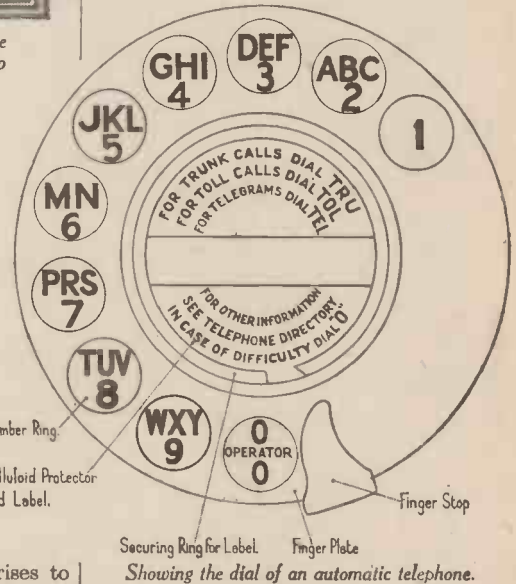 e
o
DEF
3
GHI
4
ABC
2
JKL
5
1
MN
6
PRS
7
TUV
8
WXY
9
O
OPERATOR
O
FOR TRUNK CALLS DIAL TRU
FOR TOLL CALLS DIAL TOL
FOR TELEGRAMS DIAL TEL
FOR OTHER INFORMATION
SEE TELEPHONE DIRECTORY
IN CASE OF DIFFICULTY DIAL "O"
mber Ring.
lluloid Protector
d Label.
Finger Stop
Securing Ring for Label.
Finger Plate
rises to
Showing the dial of an automatic telephone.